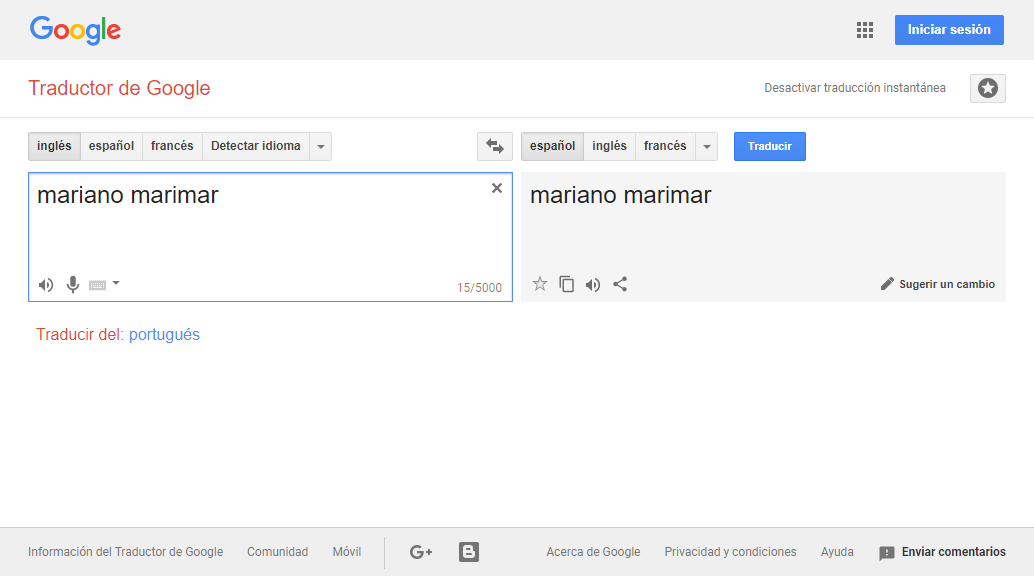 Google
Iniciar sesión
Traductor de Google
Desactivar traducción instantánea
inglés español francés Detectar idioma
español inglés francés Traducir
mariano marimar
15/5000
mariano marimar
Sugerir un cambio
Traducir del: portugués
Información del Traductor de Google Comunidad Móvil G+ B Acerca de Google Privacidad y condiciones Ayuda Enviar comentarios